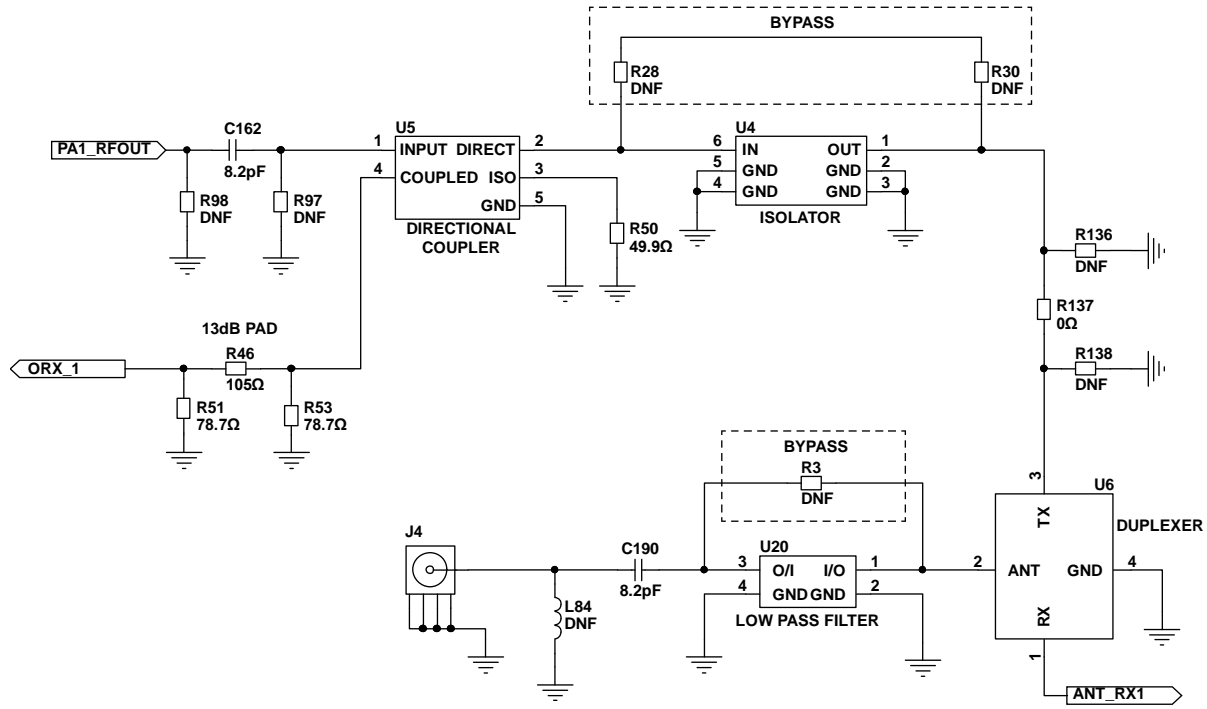 BYPASS
R28
DNF
R30
DNF
PA1_RFOUT
C162
8.2pF
R98
DNF
R97
DNF
U5
1
4
INPUT DIRECT
COUPLED ISO
GND
2
3
5
DIRECTIONAL
COUPLER
R50
49.9Ω
U4
6
5
4
IN OUT
GND GND
GND GND
1
2
3
ISOLATOR
R136
DNF
R137
0Ω
R138
DNF
13dB PAD
ORX_1
R46
105Ω
R51
78.7Ω
R53
78.7Ω
BYPASS
R3
DNF
J4
L84
DNF
C190
8.2pF
U20
3
4
O/I I/O
GND GND
1
2
LOW PASS FILTER
3
U6
TX
DUPLEXER
2
ANT GND
4
RX
1
ANT_RX1